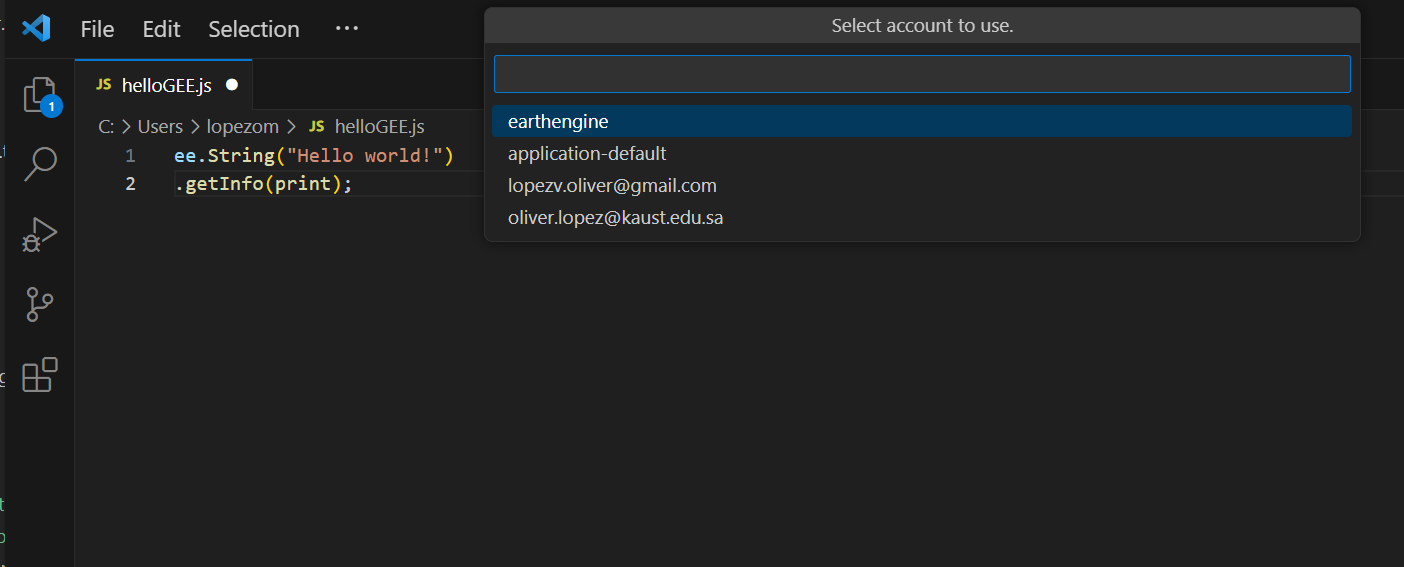 File Edit Selection ···
Select account to use.
JS helloGEE.js
1
C: > Users > lopezom > JS helloGEE.js
earthengine
application-default
lopezv.oliver@gmail.com
oliver.lopez@kaust.edu.sa
1 ee.String("Hello world!")
2 .getInfo(print);